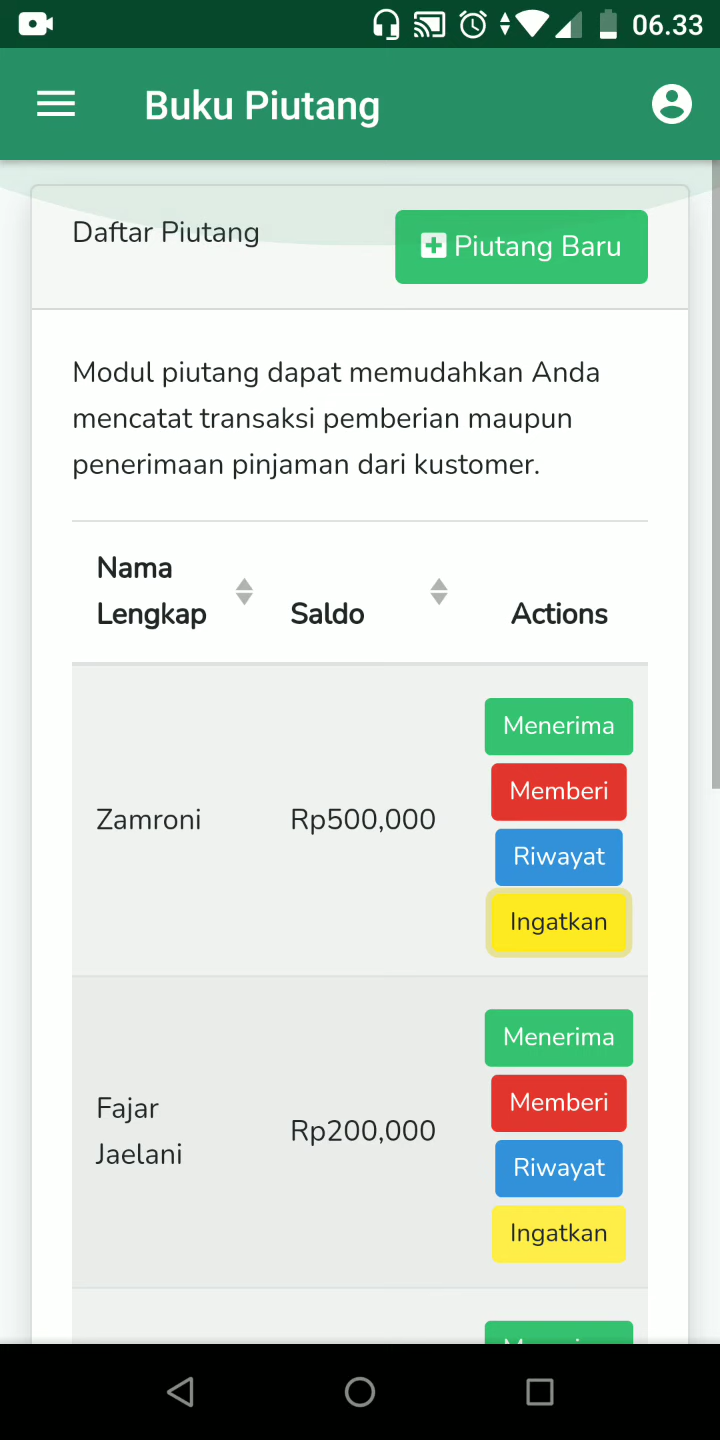 06.33
Buku Piutang
Daftar Piutang
Piutang Baru
Modul piutang dapat memudahkan Anda
mencatat transaksi pemberian maupun
penerimaan pinjaman dari kustomer.
Nama
Lengkap
Saldo
Actions
Zamroni
Rp500,000
Menerima
Memberi
Riwayat
Ingatkan
Fajar
Jaelani
Rp200,000
Menerima
Memberi
Riwayat
Ingatkan